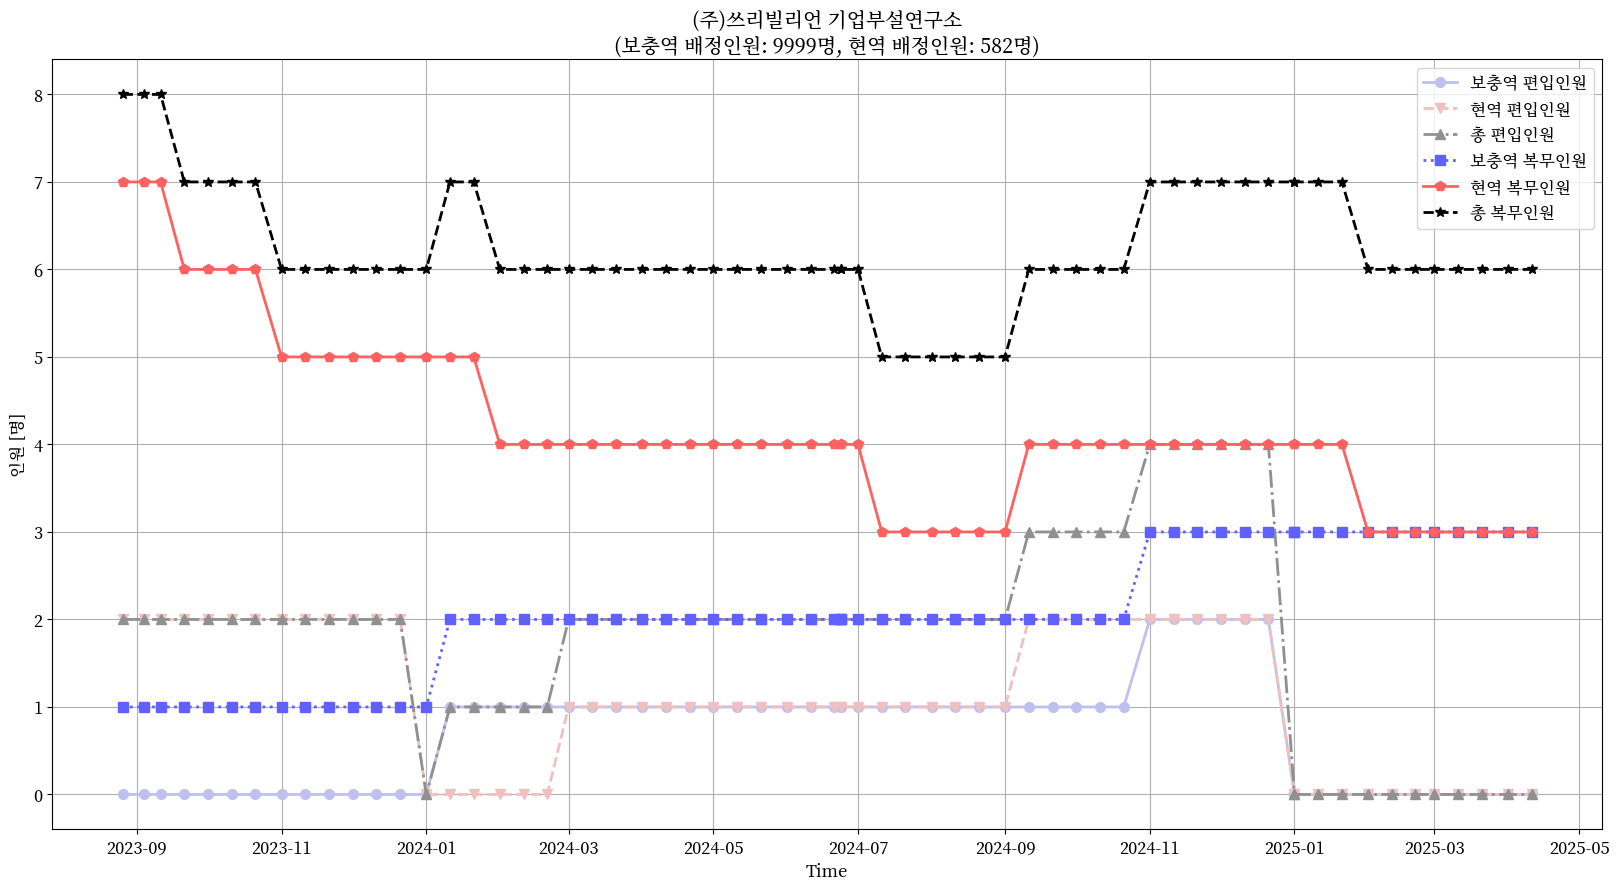 (주)쓰리빌리언 기업부설연구소
(보충역 배정인원: 9999명, 현역 배정인원: 582명)
보충역 편입인원
현역 편입인원
총 편입인원
보충역 복무인원
현역 복무인원
총 복무인원
인원 [명]
8
7
6
5
4
3
2
1
0
2023-09
2023-11
2024-01
2024-03
2024-05
2024-07
2024-09
2024-11
2025-01
2025-03
2025-05
Time